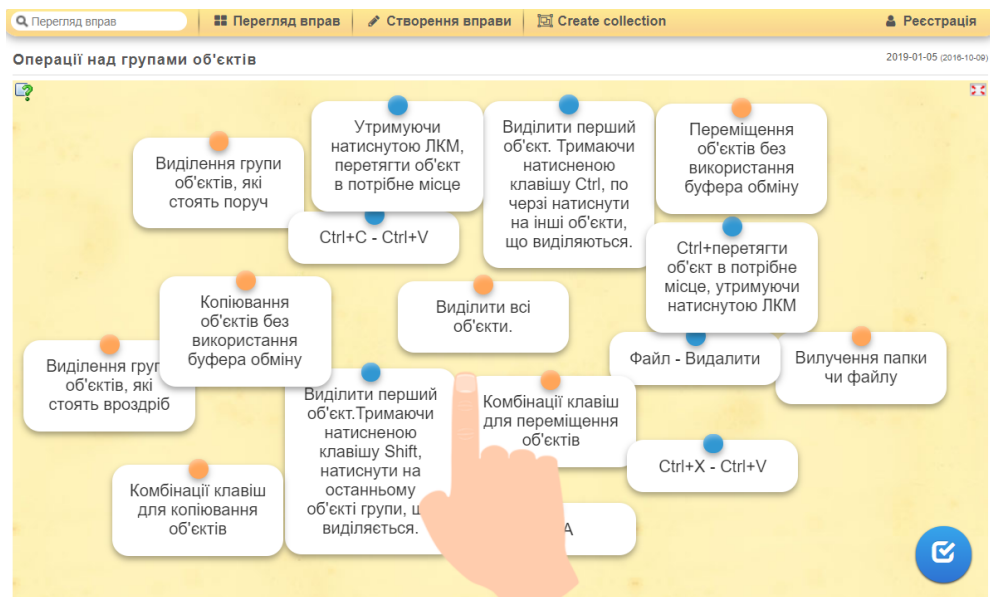 Перегляд вправ
Перегляд вправ
Створення вправи
Create collection
Реєстрація
Операції над групами об'єктів
2019-01-05 (2016-10-09)
Виділення групи
об'єктів, які
стоять поруч
Утримуючи
натиснутою ЛКМ,
перетягти об'єкт
в потрібне місце
Виділити перший
об'єкт. Тримаючи
натисненою
клавішу Ctrl, по
черзі натиснути
на інші об'єкти,
що виділяються.
Переміщення
об'єктів без
використання
буфера обміну
Ctrl+C - Ctrl+V
Ctrl+перетягти
об'єкт в потрібне
місце, утримуючи
натиснутою ЛКМ
Копіювання
об'єктів без
використання
буфера обміну
Виділити всі
об'єкти.
Виділення
об'єктів, які
стоять вроздріб
Файл - Видалити
Вилучення папки
чи файлу
Виділити перший
об'єкт.Тримаючи
натисненою
клавішу Shift,
натиснути на
останньому
об'єкті групи,
виділяється.
Комбінації клавіш
для переміщення
об'єктів
Ctrl+X - Ctrl+V
Комбінації клавіш
для копіювання
об'єктів
A